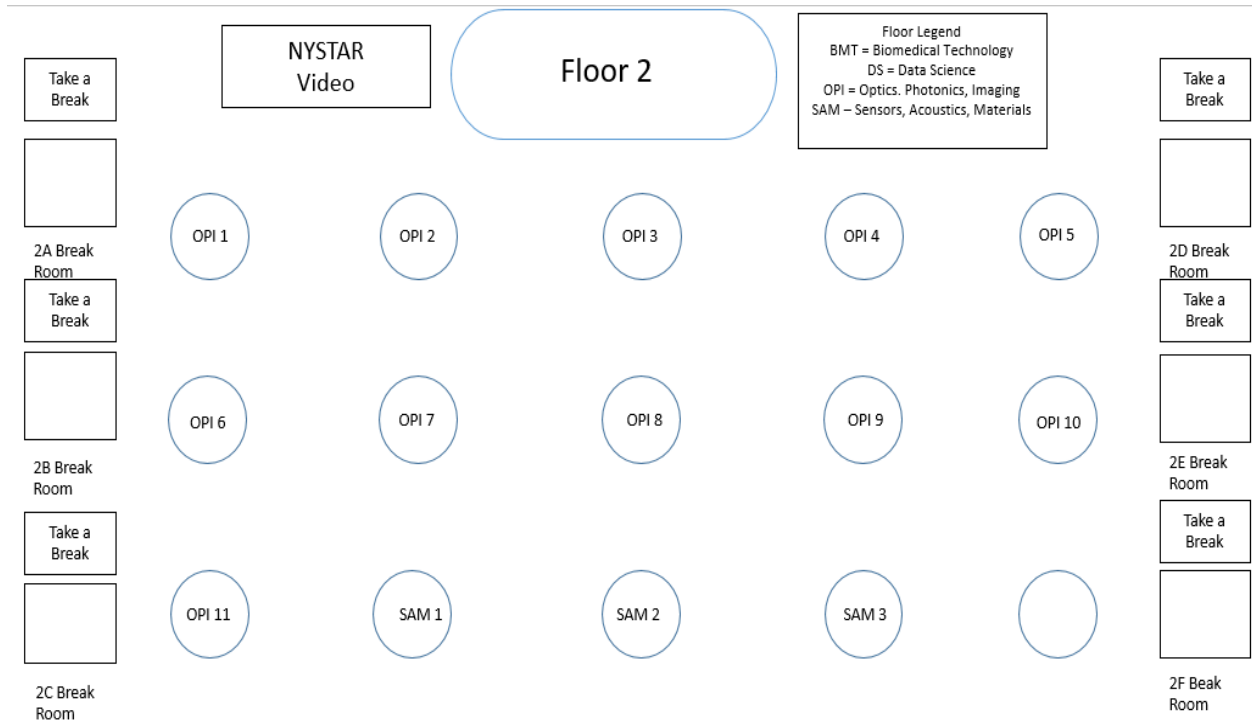 NYSTAR
Video
Floor 2
Floor Legend
BMT = Biomedical Technology
DS = Data Science
OPI = Optics. Photonics, Imaging
SAM – Sensors, Acoustics, Materials
Take a
Break
2A Break
Room
Take a
Break
2B Break
Room
Take a
Break
2C Break
Room
OPI 1
OPI 2
OPI 3
OPI 4
OPI 5
OPI 6
OPI 7
OPI 8
OPI 9
OPI 10
OPI 11
SAM 1
SAM 2
SAM 3
Take a
Break
2D Break
Room
Take a
Break
2E Break
Room
Take a
Break
2F Beak
Room